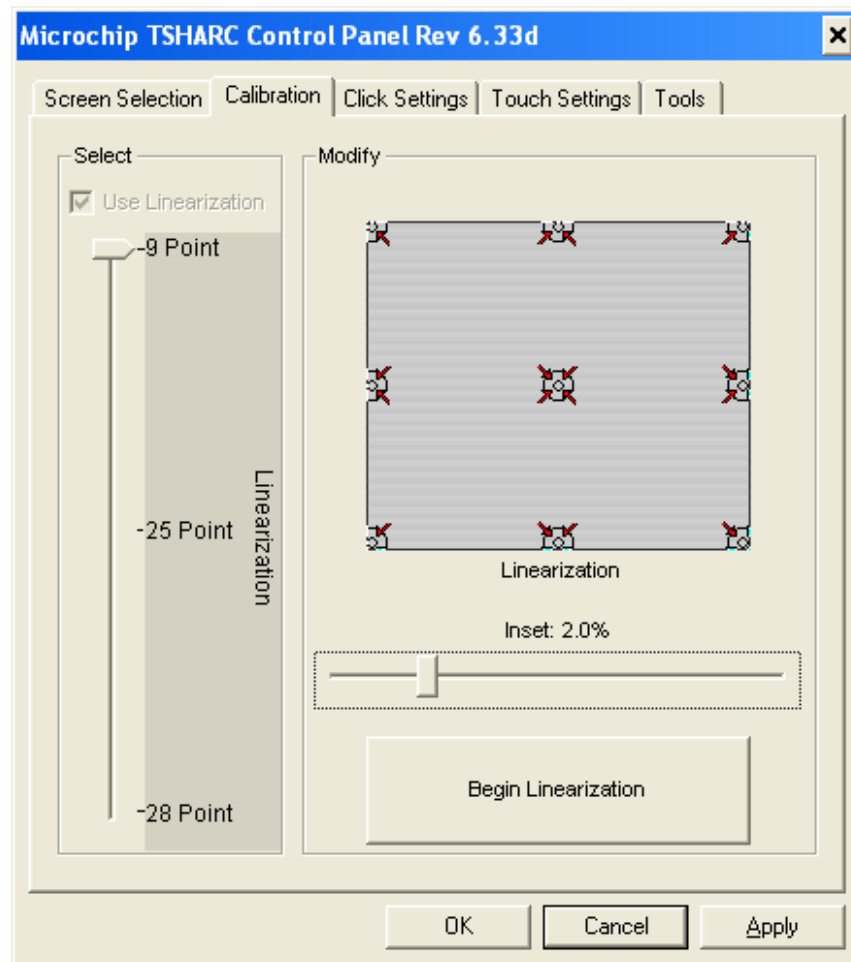 Microchip TSHARC Control Panel Rev 6.33d
Screen Selection Calibration Click Settings Touch Settings Tools
Select
Use Linearization
-9 Point
-25 Point
-28 Point
Linearization
Modify
Linearization
Inset: 2.0%
Begin Linearization
OK Cancel Apply